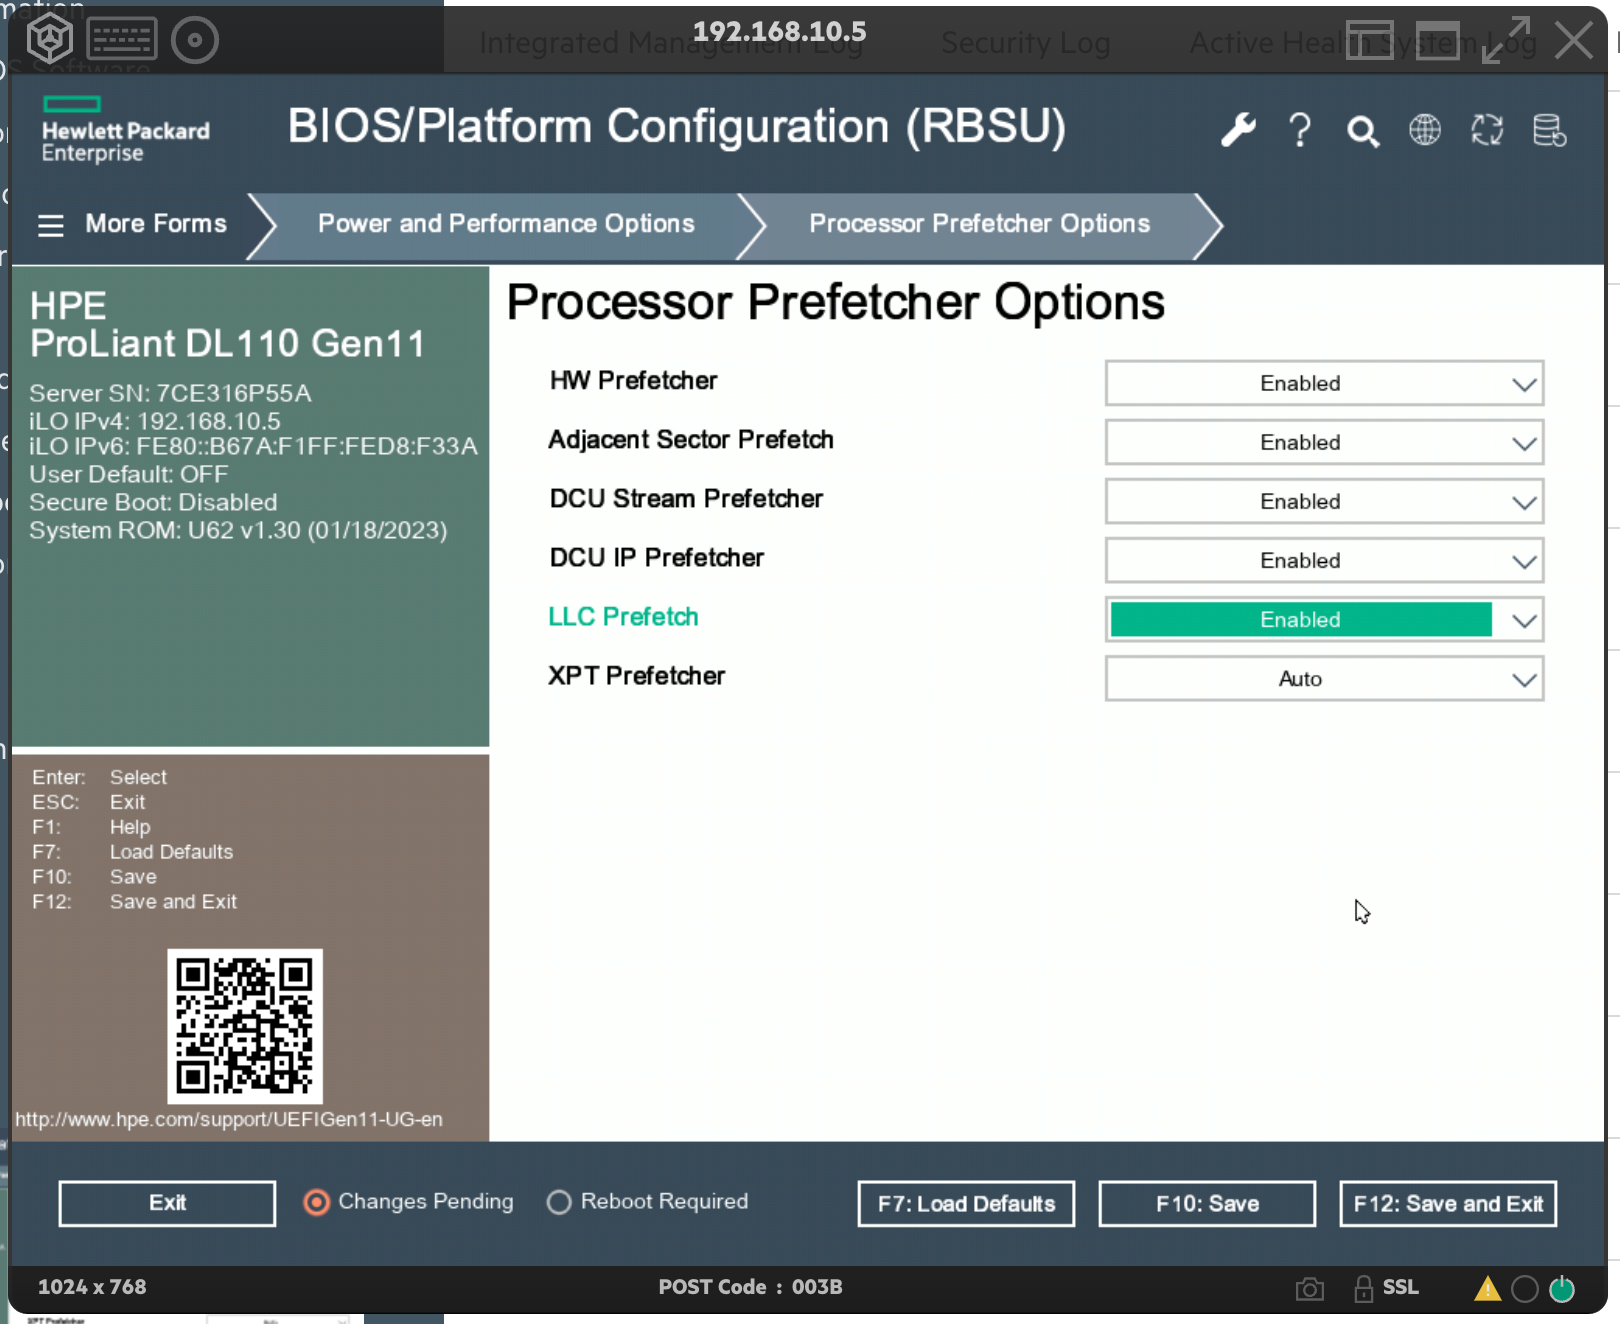 192.168.10.5
Integrated Management Log
Security Log
Active Health System Log
Hewlett Packard
Enterprise
BIOS/Platform Configuration (RBSU)
More Forms
Power and Performance Options
Processor Prefetcher Options
HPE
ProLiant DL110 Gen11
Server SN: 7CE316P55A
iLO IPv4: 192.168.10.5
iLO IPv6: FE80::B67A:F1FF:FED8:F33A
User Default: OFF
Secure Boot: Disabled
System ROM: U62 v1.30 (01/18/2023)
Processor Prefetcher Options
HW Prefetcher Enabled
Adjacent Sector Prefetch Enabled
DCU Stream Prefetcher Enabled
DCU IP Prefetcher Enabled
LLC Prefetch Enabled
XPT Prefetcher Auto
Enter: Select
ESC: Exit
F1: Help
F7: Load Defaults
F10: Save
F12: Save and Exit
http://www.hpe.com/support/UEFIGen11-UG-en
Exit
Changes Pending
Reboot Required
F7: Load Defaults
F10: Save
F12: Save and Exit
1024 x 768
POST Code : 003B
SSL
XPT Prefetcher